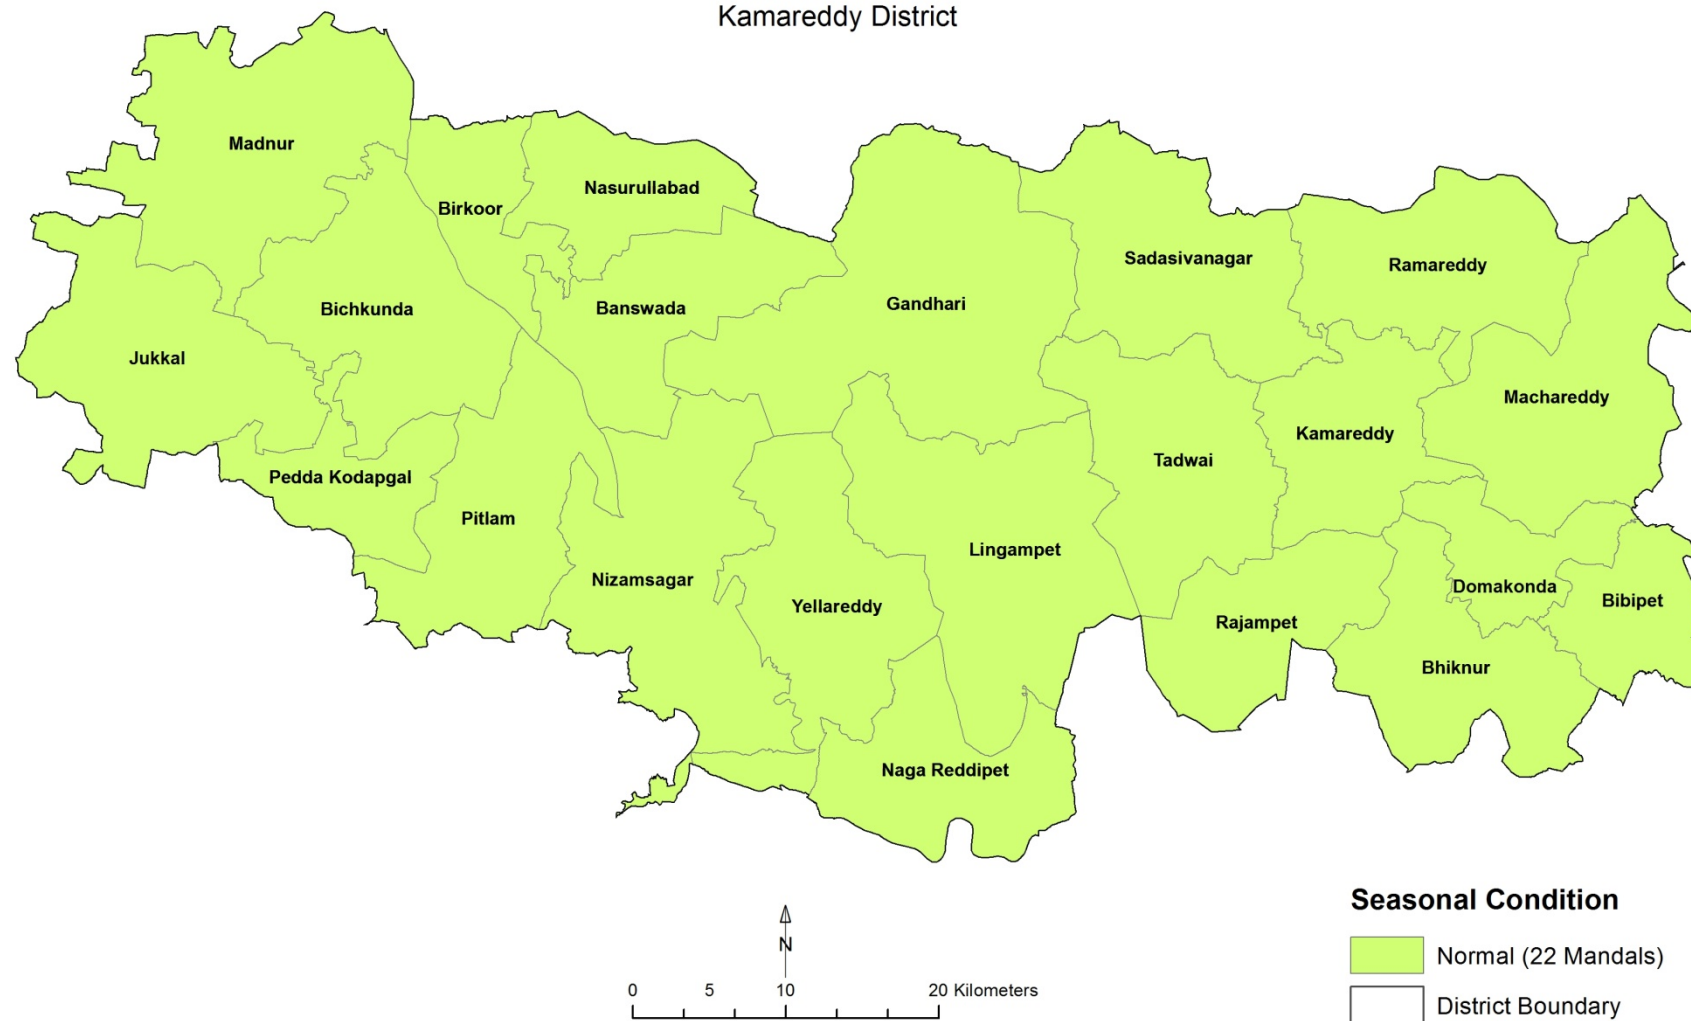 Kamareddy District
Madnur
Nasurullabad
Birkoor
Sadasivanagar
Ramareddy
Gandhari
Bichkunda
Banswada
Jukkal
Machareddy
Kamareddy
Tadwai
Pedda Kodapgal
Pitlam
Lingampet
Nizamsagar
Domakonda
Bibipet
Yellareddy
Rajampet
Bhiknur
Naga Reddipet
Seasonal Condition
Normal (22 Mandals)
District Boundary
N
0 5 10 20 Kilometers